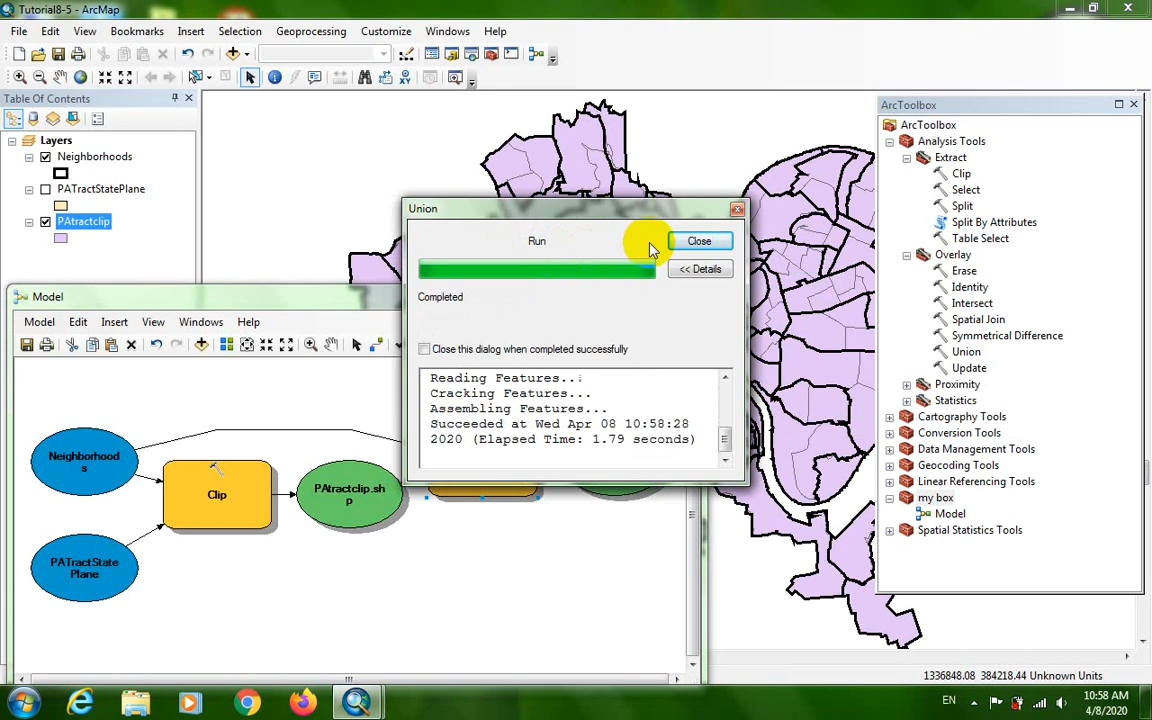 Tutorial8-5 - ArcMap
File Edit View Bookmarks Insert Selection Geoprocessing Customize Windows Help
Table Of Contents
Layers
Neighborhoods
PATractStatePlane
PAtractclip
Union
Run
Close
<< Details
Completed
Close this dialog when completed successfully
Reading Features...
Cracking Features...
Assembling Features...
Succeeded at Wed Apr 08 10:58:28
2020 (Elapsed Time: 1.79 seconds)
Model
Model Edit Insert View Windows Help
Neighborhood
s
Clip
PAtractclip.sh
p
PATractState
Plane
ArcToolbox
ArcToolbox
Analysis Tools
Extract
Clip
Select
Split
Split By Attributes
Table Select
Overlay
Erase
Identity
Intersect
Spatial Join
Symmetrical Difference
Union
Update
Proximity
Statistics
Cartography Tools
Conversion Tools
Data Management Tools
Geocoding Tools
Linear Referencing Tools
my box
Model
Spatial Statistics Tools
1336848.08 384218.44 Unknown Units
EN
10:58 AM
4/8/2020